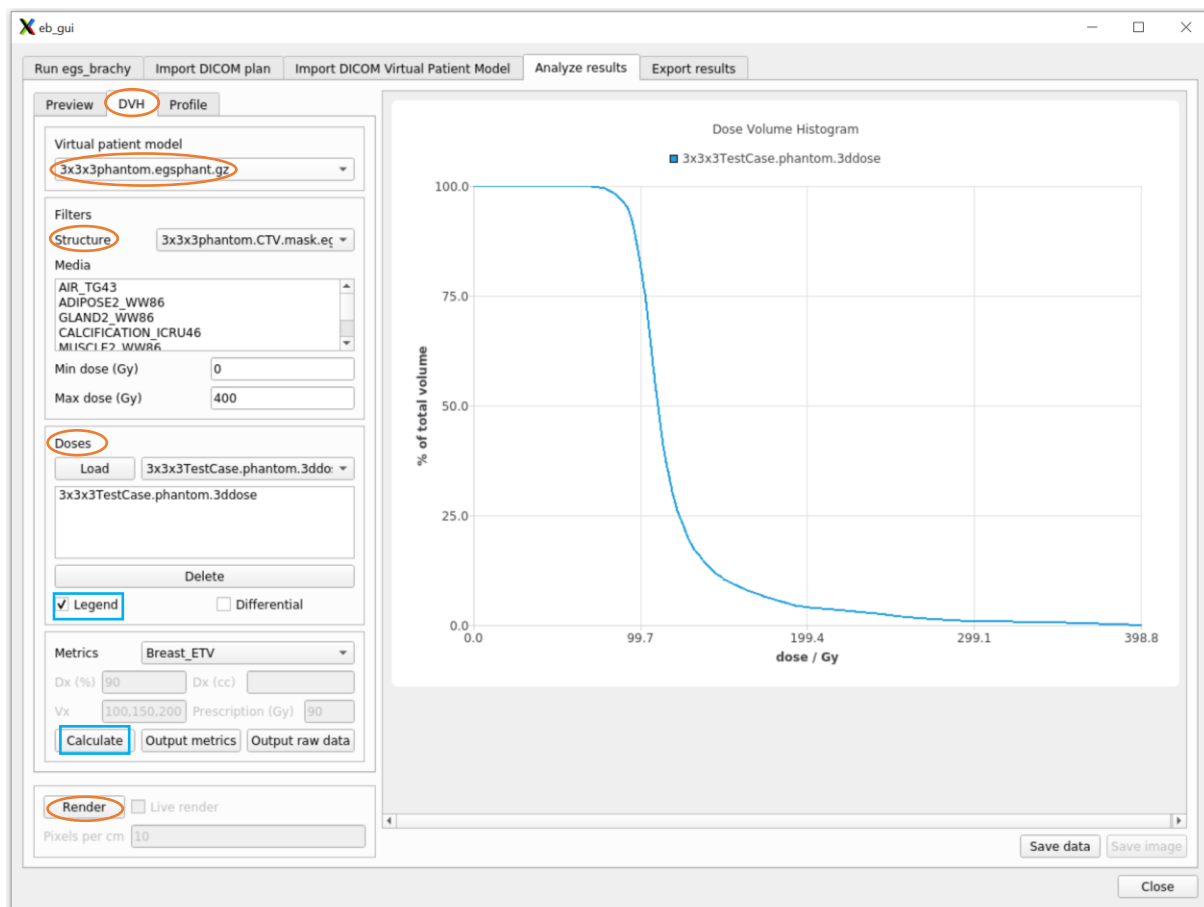 eb_gui
Run egs_brachy
Import DICOM plan
Import DICOM Virtual Patient Model
Analyze results
Export results
Preview
DVH
Profile
Virtual patient model
3x3x3phantom.egsphant.gz
Filters
Structure
3x3x3phantom.CTV.mask.eg
Media
AIR_TG43
ADIPOSE2_WW86
GLAND2_WW86
CALCIFICATION_ICRU46
MUSCLE2_WW86
Min dose (Gy)
0
Max dose (Gy)
400
Doses
Load
3x3x3TestCase.phantom.3ddo
3x3x3TestCase.phantom.3ddose
Delete
Legend
Differential
Metrics
Breast_ETV
Dx (%)
90
Dx (cc)
Vx
100,150,200
Prescription (Gy)
90
Calculate
Output metrics
Output raw data
Render
Live render
Pixels per cm
10
Dose Volume Histogram
3x3x3TestCase.phantom.3ddose
% of total volume
100.0
75.0
50.0
25.0
0.0
0.0
99.7
199.4
299.1
398.8
dose / Gy
Save data
Save image
Close